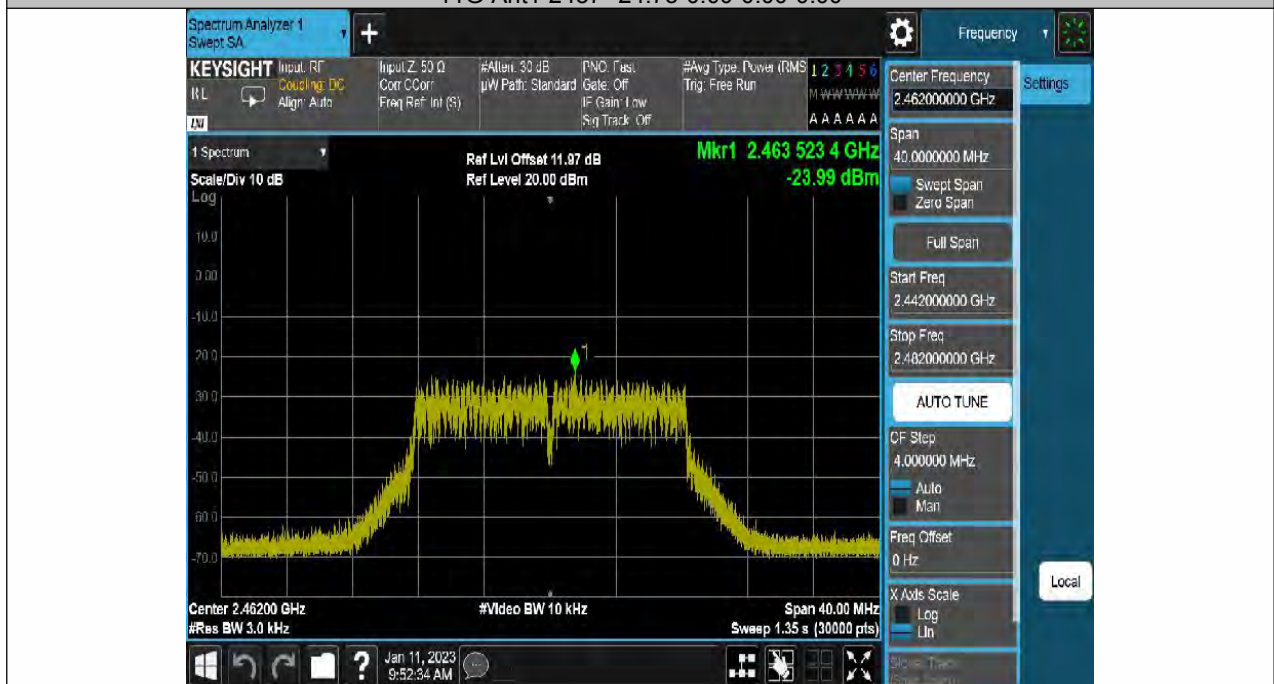 Spectrum Analyzer 1
Swept SA
+
Frequency
KEYSIGHT
RL
LXI
Input: RF
Coupling: DC
Align: Auto
Input Z: 50 Ω
Corr CCorr
Freq Ref: Int (S)
#Atten: 30 dB
µW Path: Standard
PNO: Fast
Gate: Off
IF Gain: Low
Sig Track: Off
#Avg Type: Power (RMS
Trig: Free Run
1 2 3 4 5 6
M W W W W W
A A A A A A
1 Spectrum
Scale/Div 10 dB
Log
Ref Lvl Offset 11.97 dB
Ref Level 20.00 dBm
Mkr1 2.463 523 4 GHz
-23.99 dBm
10.0
0.00
-10.0
20.0
30.0
-40.0
-50.0
60.0
-70.0
1
Center 2.46200 GHz
#Res BW 3.0 kHz
#Video BW 10 kHz
Span 40.00 MHz
Sweep 1.35 s (30000 pts)
Center Frequency
2.462000000 GHz
Settings
Span
40.0000000 MHz
Swept Span
Zero Span
Full Span
Start Freq
2.442000000 GHz
Stop Freq
2.482000000 GHz
AUTO TUNE
CF Step
4.000000 MHz
Auto
Man
Freq Offset
0 Hz
X Axis Scale
Log
Lin
Local
?
Jan 11, 2023
9:52:34 AM